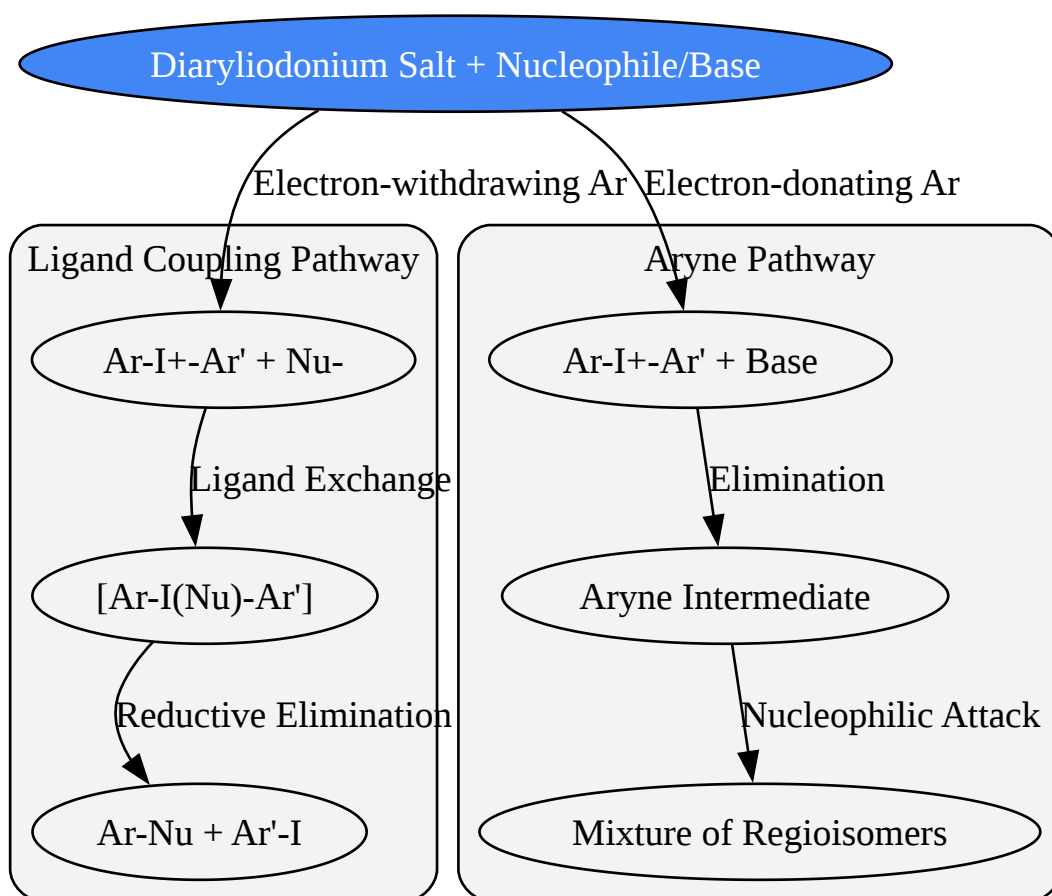 Diaryliodonium Salt + Nucleophile/Base
Electron-withdrawing Ar
Electron-donating Ar
Ligand Coupling Pathway
Aryne Pathway
Ar-I+-Ar' + Nu-
Ar-I+-Ar' + Base
Ligand Exchange
Elimination
[Ar-I(Nu)-Ar']
Aryne Intermediate
Reductive Elimination
Nucleophilic Attack
Ar-Nu + Ar'-I
Mixture of Regioisomers